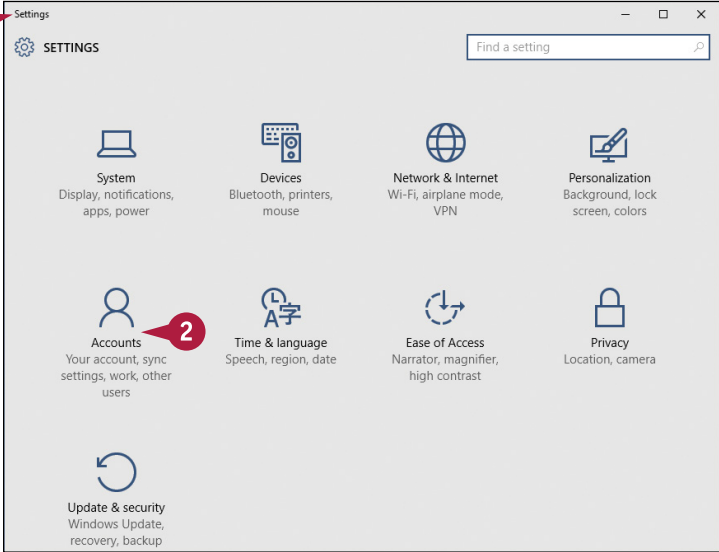 Settings
SETTINGS
Find a setting
System
Display, notifications,
apps, power
Devices
Bluetooth, printers,
mouse
Network & Internet
Wi-Fi, airplane mode,
VPN
Personalization
Background, lock
screen, colors
Accounts
Your account, sync
settings, work, other
users
2
A字
Time & language
Speech, region, date
Ease of Access
Narrator, magnifier,
high contrast
Privacy
Location, camera
Update & security
Windows Update,
recovery, backup